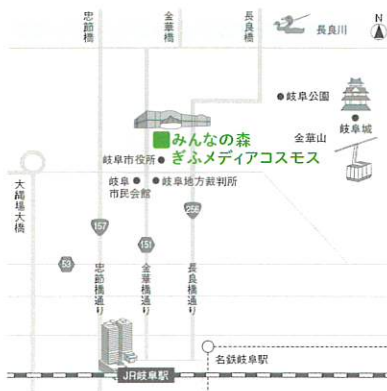 忠節橋
金華橋
長良橋
長良川
N
岐阜公園
岐阜城
金華山
みんなの森
ぎふメディアコスモス
岐阜市役所
岐阜地方裁判所
岐阜
市民会館
大縄場大橋
157
256
151
53
忠節橋通り
金華橋通り
長良橋通り
名鉄岐阜駅
JR岐阜駅